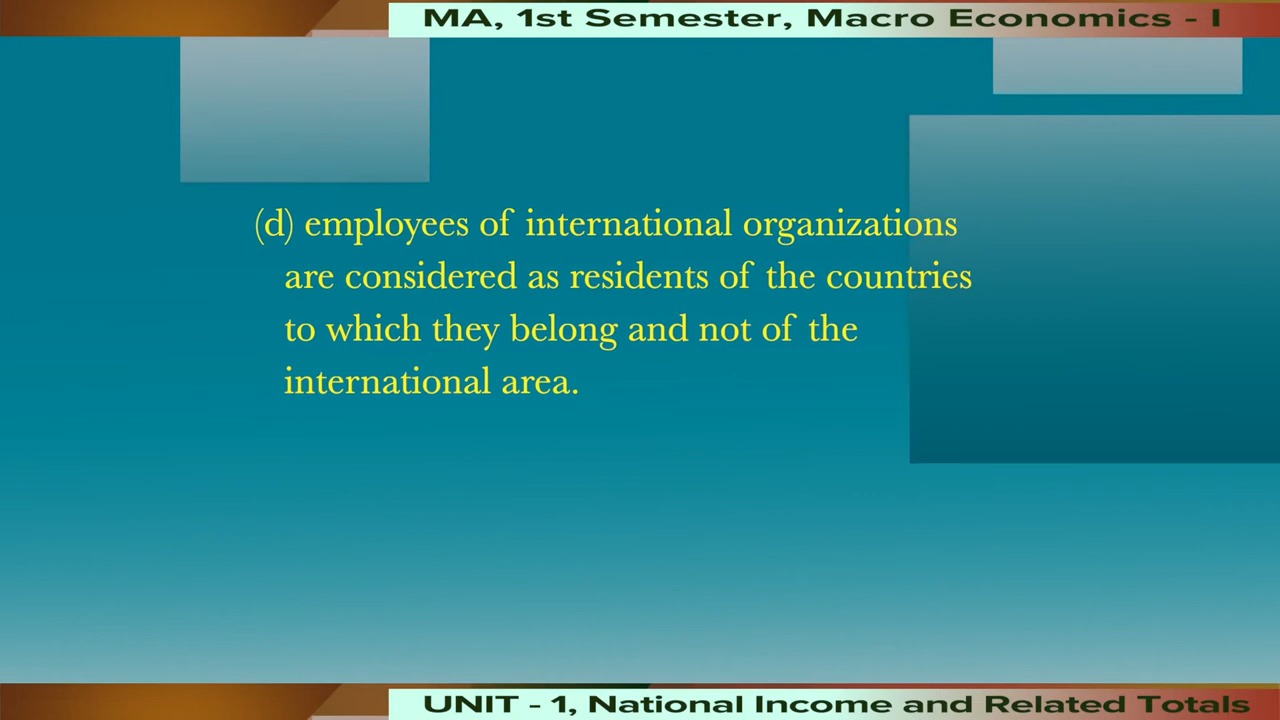 MA, 1st Semester, Macro Economics - I
(d) employees of international organizations
are considered as residents of the countries
to which they belong and not of the
international area.
UNIT - 1, National Income and Related Totals